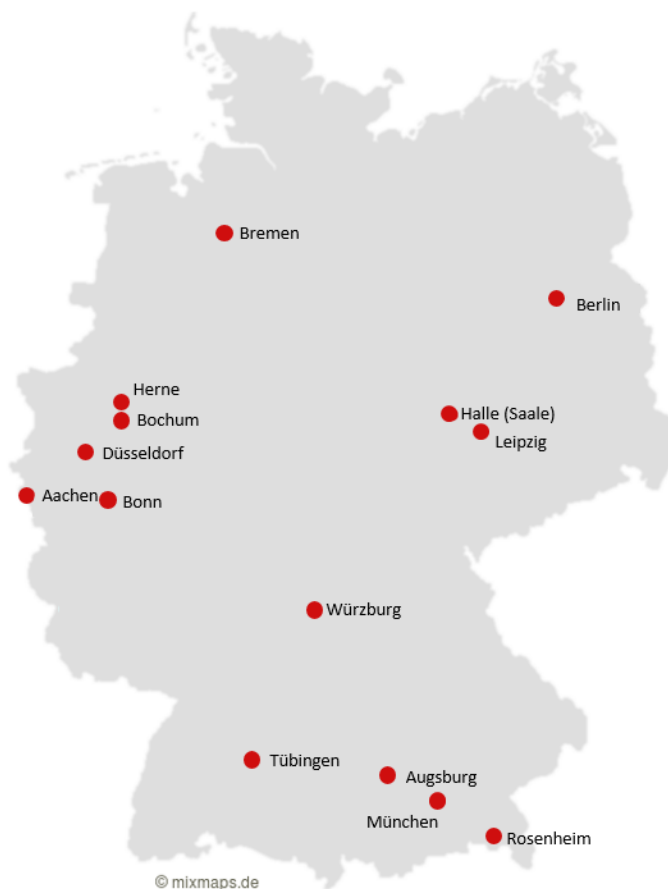 Bremen
Berlin
Herne
Bochum
Halle (Saale)
Leipzig
Düsseldorf
Aachen
Bonn
Würzburg
Tübingen
Augsburg
München
Rosenheim
© mixmaps.de